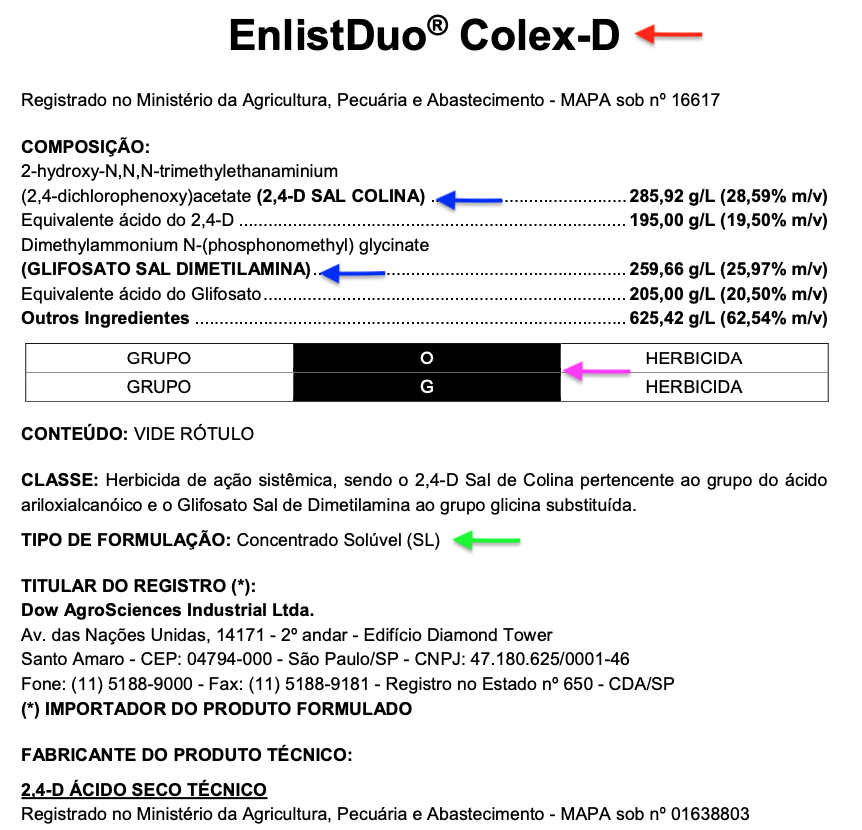 EnlistDuo® Colex-D
Registrado no Ministério da Agricultura, Pecuária e Abastecimento - MAPA sob nº 16617
COMPOSIÇÃO:
2-hydroxy-N,N,N-trimethylethanaminium
(2,4-dichlorophenoxy)acetate (2,4-D SAL COLINA) ................................ 285,92 g/L (28,59% m/v)
Equivalente ácido do 2,4-D ................................ 195,00 g/L (19,50% m/v)
Dimethylammonium N-(phosphonomethyl) glycinate
(GLIFOSATO SAL DIMETILAMINA) ................................ 259,66 g/L (25,97% m/v)
Equivalente ácido do Glifosato ................................ 205,00 g/L (20,50% m/v)
Outros Ingredientes ................................ 625,42 g/L (62,54% m/v)
GRUPO O HERBICIDA
GRUPO G HERBICIDA
CONTEÚDO: VIDE RÓTULO
CLASSE: Herbicida de ação sistêmica, sendo o 2,4-D Sal de Colina pertencente ao grupo do ácido
ariloxialcanóico e o Glifosato Sal de Dimetilamina ao grupo glicina substituída.
TIPO DE FORMULAÇÃO: Concentrado Solúvel (SL)
TITULAR DO REGISTRO (*):
Dow AgroSciences Industrial Ltda.
Av. das Nações Unidas, 14171 - 2º andar - Edifício Diamond Tower
Santo Amaro - CEP: 04794-000 - São Paulo/SP - CNPJ: 47.180.625/0001-46
Fone: (11) 5188-9000 - Fax: (11) 5188-9181 - Registro no Estado nº 650 - CDA/SP
(*) IMPORTADOR DO PRODUTO FORMULADO
FABRICANTE DO PRODUTO TÉCNICO:
2,4-D ÁCIDO SECO TÉCNICO
Registrado no Ministério da Agricultura, Pecuária e Abastecimento - MAPA sob nº 01638803